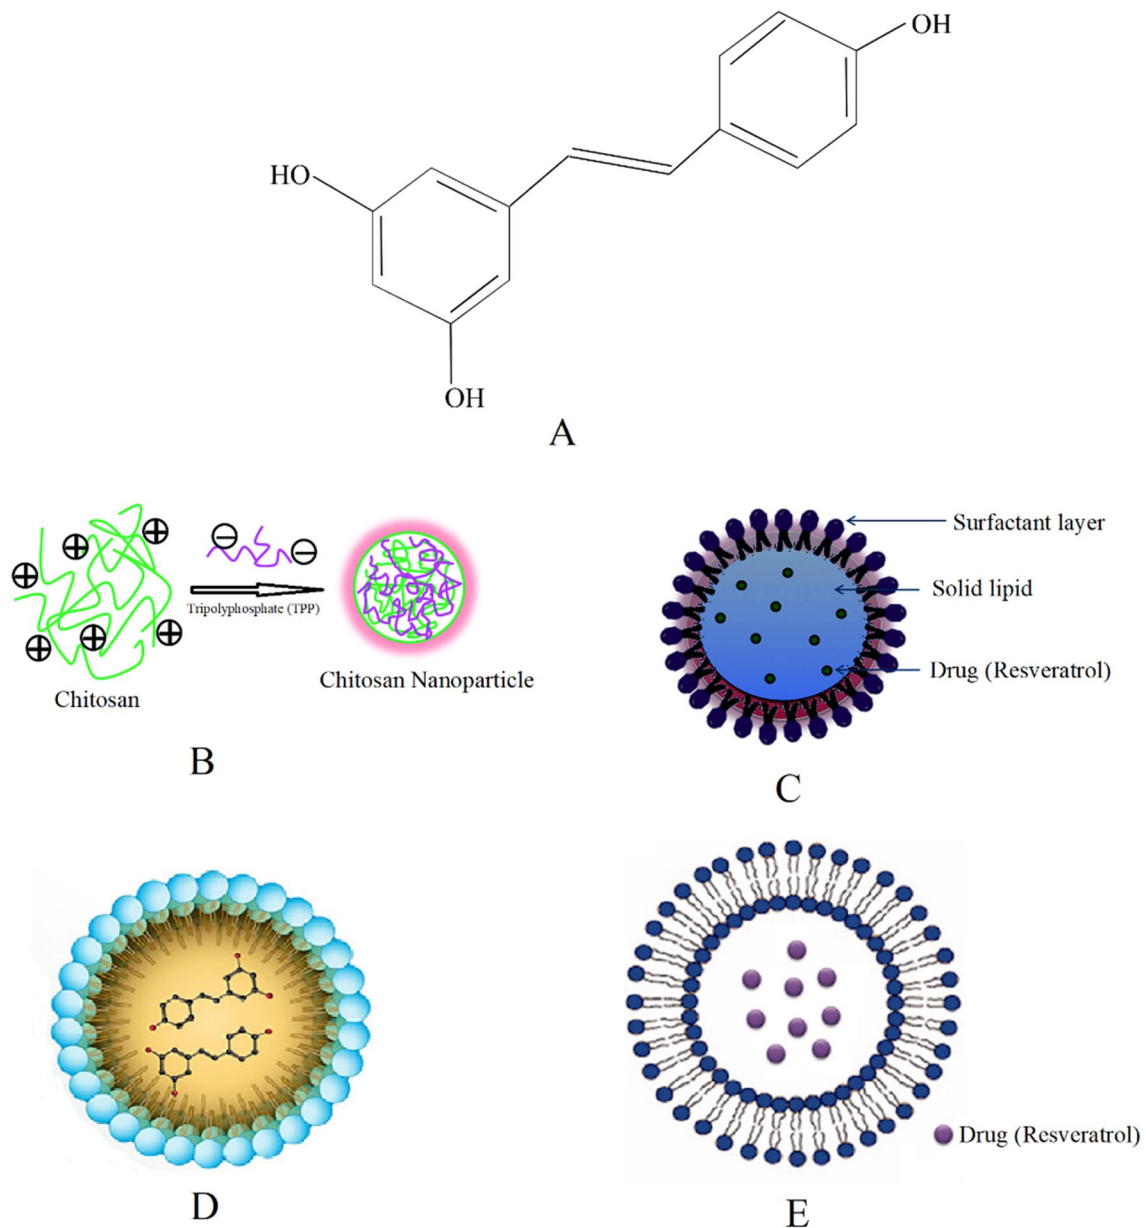 OH
HO
OH
A
Surfactant layer
Solid lipid
Tripolyphosphate (TPP)
Drug (Resveratrol)
Chitosan Nanoparticle
Chitosan
B
C
Drug (Resveratrol)
D
E